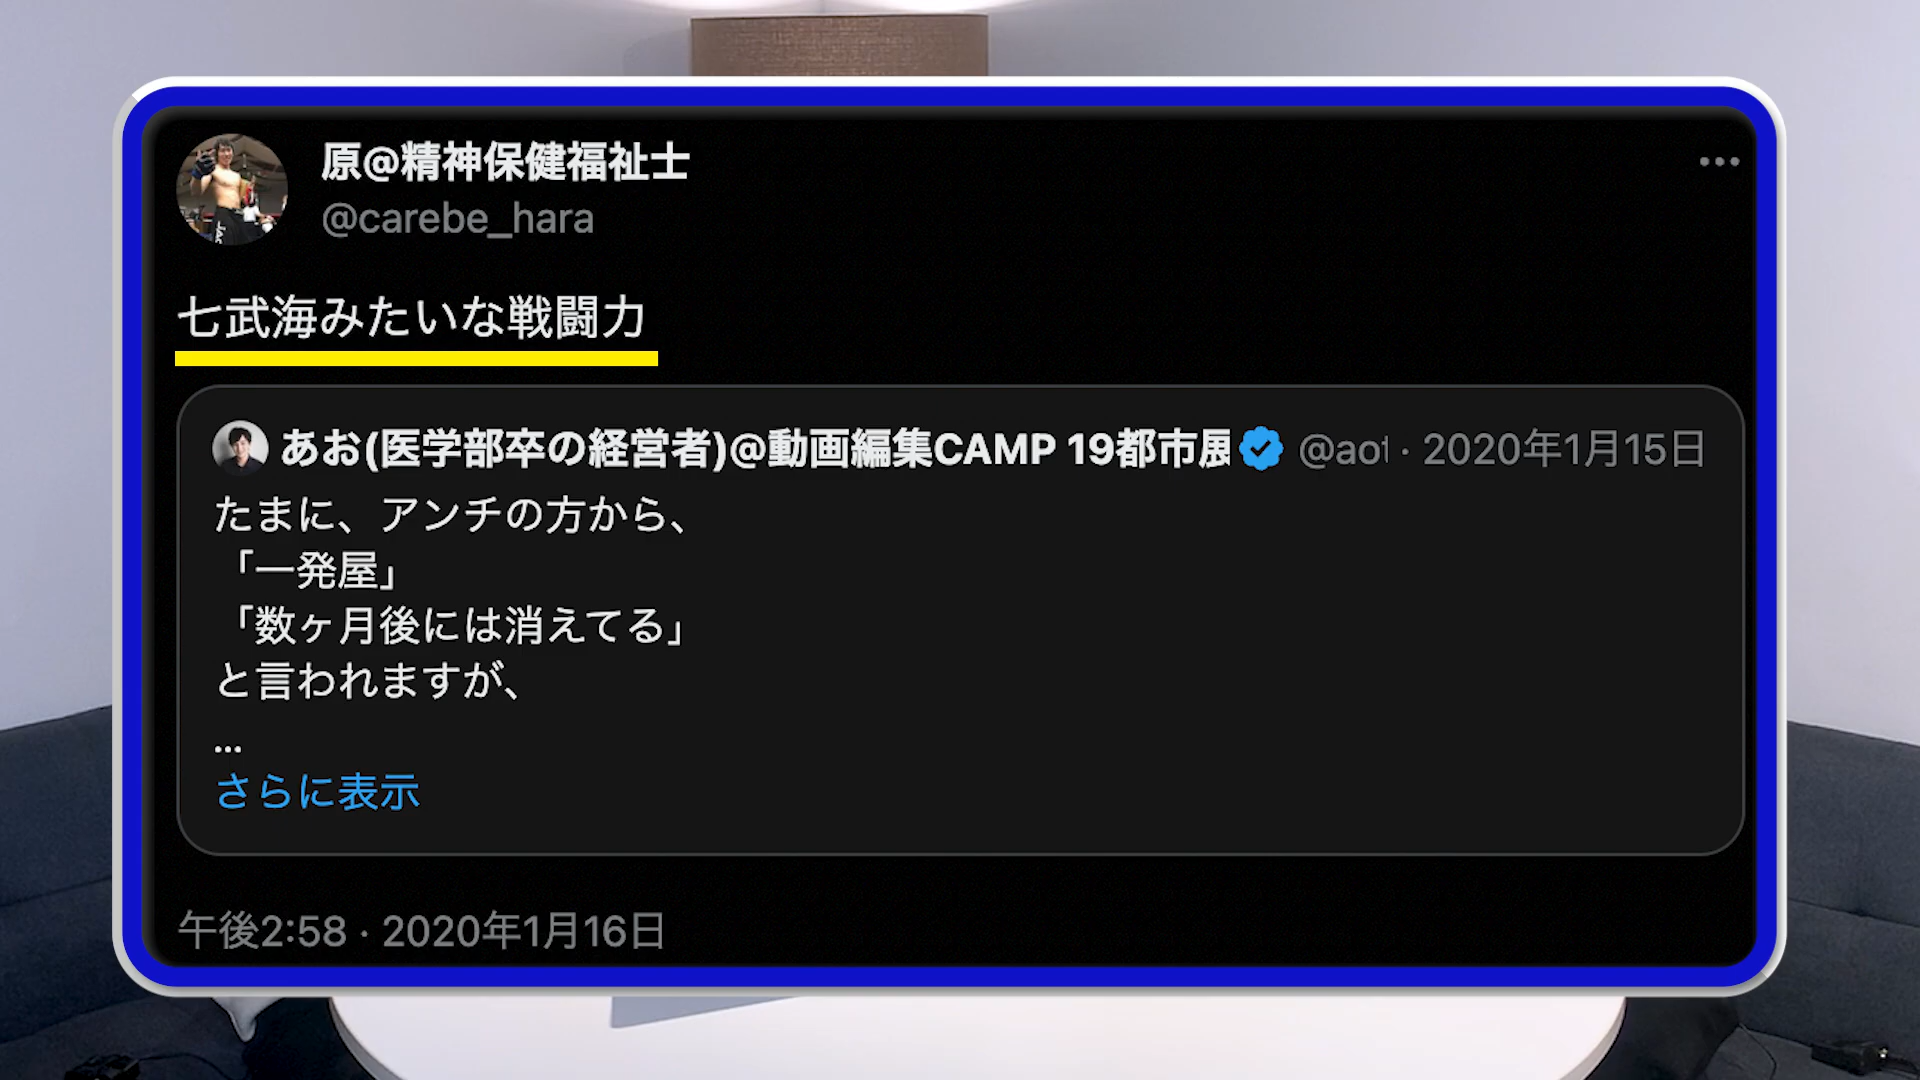 原@精神保健福祉士
@carebe_hara
七武海みたいな戦闘力
あお(医学部卒の経営者)@動画編集CAMP 19都市展 @aoi · 2020年1月15日
たまに、アンチの方から、
「一発屋」
「数ヶ月後には消えてる」
と言われますが、
...
さらに表示
午後2:58 · 2020年1月16日